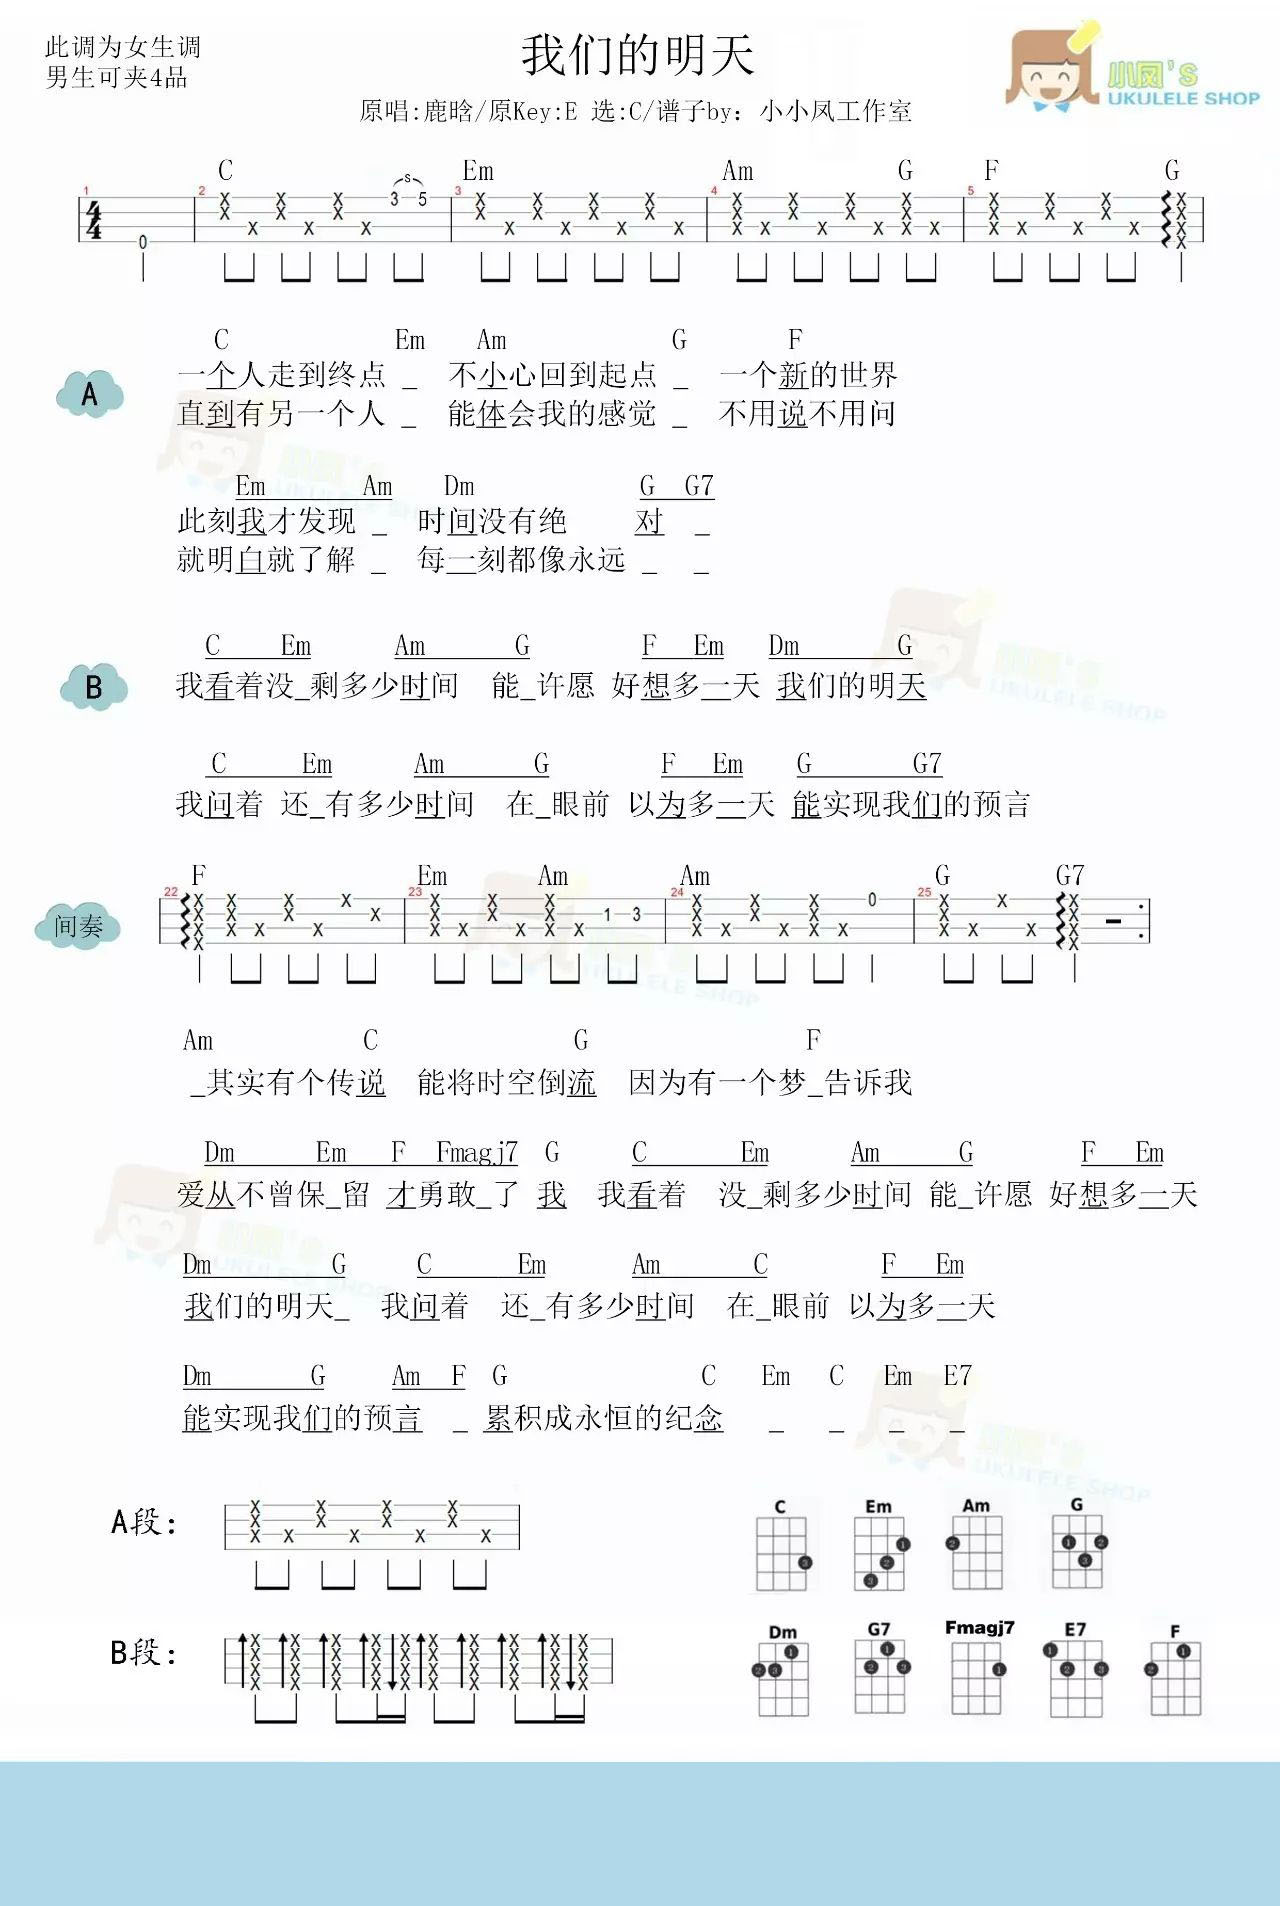 此调为女生调
男生可夹4品
我们的明天
原唱:鹿晗/原Key:E 选:C/谱子by: 小小凤工作室
小凤's
UKULELE SHOP
C Em Am G F G
1 2 3 4 5
4/4
3 s 5
0
C Em Am G F
A
一个人走到终点 _ 不小心回到起点 _ 一个新的世界
直到有另一个人 _ 能体会我的感觉 _ 不用说不用问
Em Am Dm G G7
此刻我才发现 _ 时间没有绝 对 _
就明白就了解 _ 每一刻都像永远 _ _
C Em Am G F Em Dm G
B
我看着没_剩多少时间 能_许愿 好想多一天 我们的明天
C Em Am G F Em G G7
我问着 还_有多少时间 在_眼前 以为多一天 能实现我们的预言
F Em Am Am G G7
22 23 24 25
间奏
1 3 0
Am C G F
_其实有个传说 能将时空倒流 因为有一个梦_告诉我
Dm Em F Fmagj7 G C Em Am G F Em
爱从不曾保_留 才勇敢_了 我 我看着 没_剩多少时间 能_许愿 好想多一天
Dm G C Em Am C F Em
我们的明天_ 我问着 还_有多少时间 在_眼前 以为多一天
Dm G Am F G C Em C Em E7
能实现我们的预言 _ 累积成永恒的纪念 _ _ _ _
A段:
C Em Am G
B段:
Dm G7 Fmagj7 E7 F